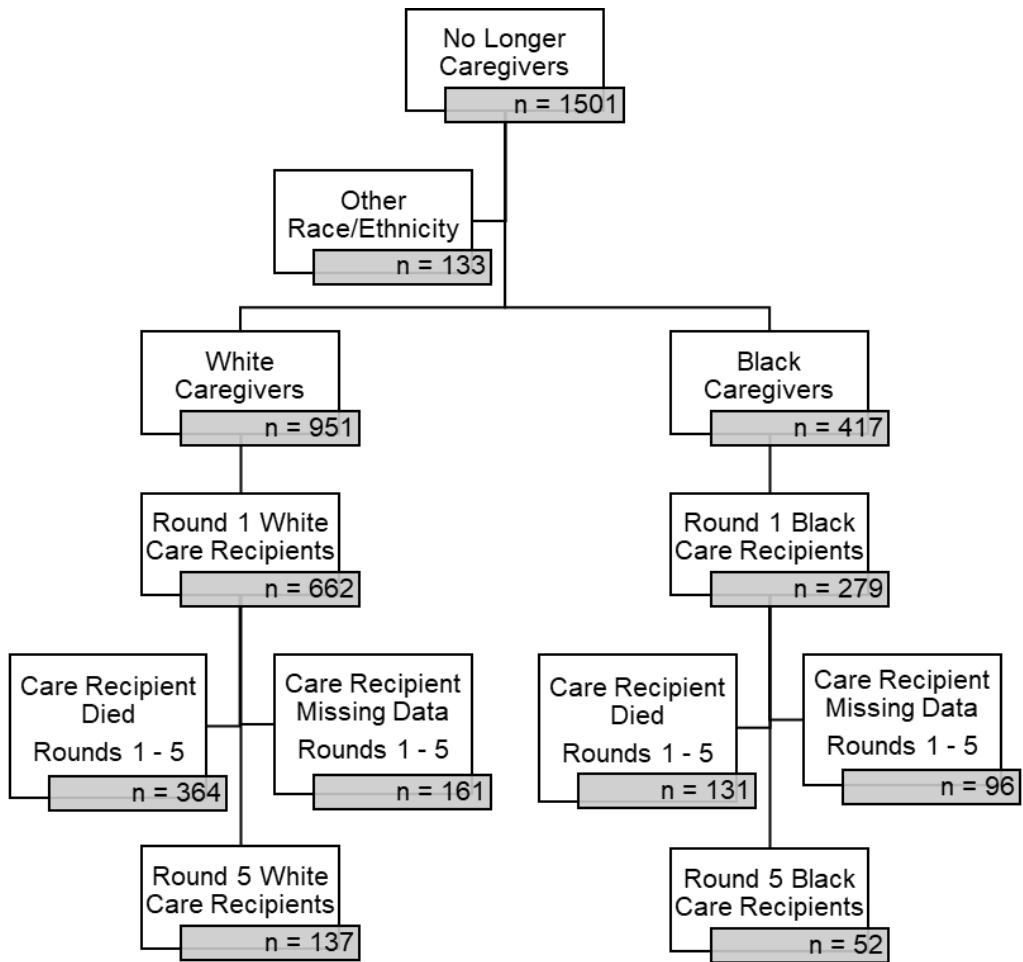 No Longer
Caregivers
n = 1501
Other
Race/Ethnicity
n = 133
White
Caregivers
n = 951
Black
Caregivers
n = 417
Round 1 White
Care Recipients
n = 662
Round 1 Black
Care Recipients
n = 279
Care Recipient
Died
Rounds 1 - 5
n = 364
Care Recipient
Missing Data
Rounds 1 - 5
n = 161
Care Recipient
Died
Rounds 1 - 5
n = 131
Care Recipient
Missing Data
Rounds 1 - 5
n = 96
Round 5 White
Care Recipients
n = 137
Round 5 Black
Care Recipients
n = 52